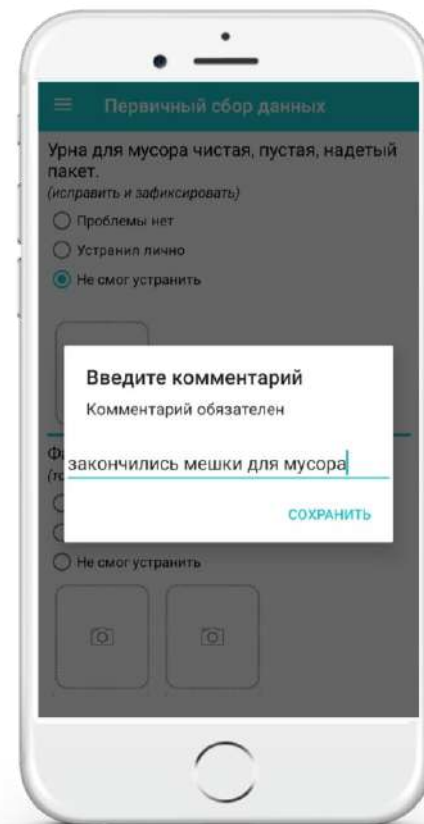 Первичный сбор данных
Урна для мусора чистая, пустая, надетый
пакет.
(исправить и зафиксировать)
Проблемы нет
Устранил лично
Не смог устранить
Введите комментарий
Комментарий обязателен
закончились мешки для мусора
СОХРАНИТЬ
Не смог устранить